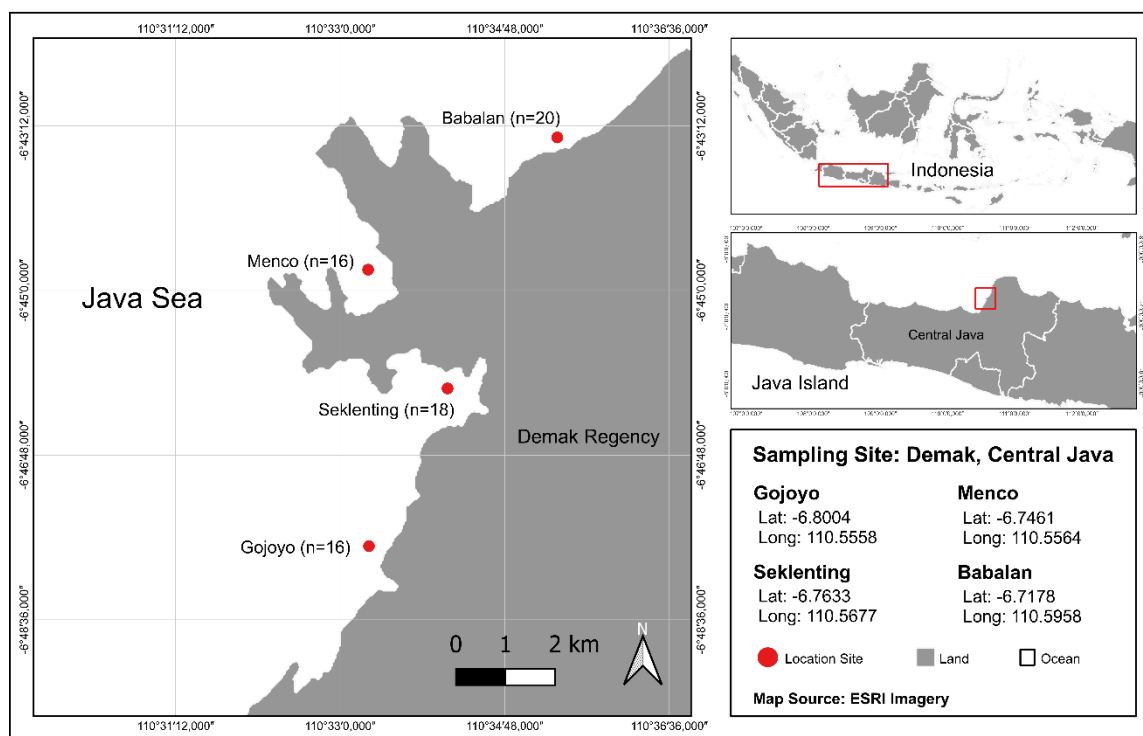 110°31'12,000" 110°33'0,000" 110°34'48,000" 110°36'36,000"
-6°43'12,000"
-6°45'0,000"
-6°46'48,000"
-6°48'36,000"
Babalan (n=20)
Menco (n=16)
Java Sea
Seklenting (n=18)
Demak Regency
Gojoyo (n=16)
0 1 2 km
N
-6°43'12,000"
-6°45'0,000"
-6°46'48,000"
-6°48'36,000"
110°31'12,000" 110°33'0,000" 110°34'48,000" 110°36'36,000"
Indonesia
Central Java
Java Island
Sampling Site: Demak, Central Java
Gojoyo
Lat: -6.8004
Long: 110.5558
Menco
Lat: -6.7461
Long: 110.5564
Seklenting
Lat: -6.7633
Long: 110.5677
Babalan
Lat: -6.7178
Long: 110.5958
Location Site
Land
Ocean
Map Source: ESRI Imagery